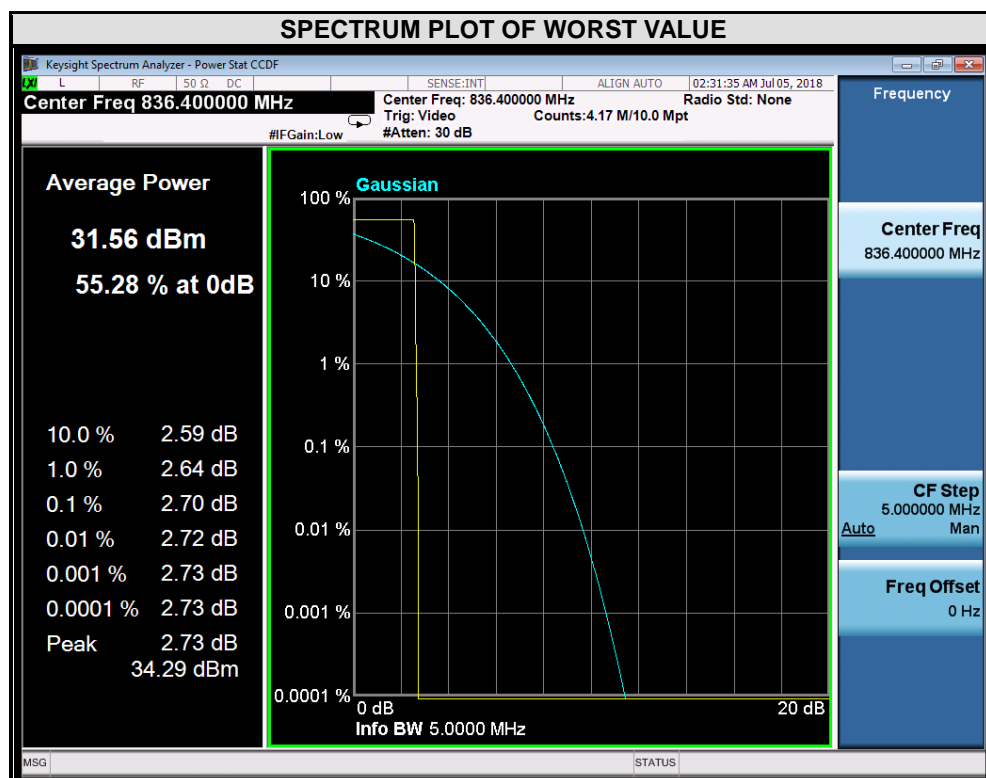 SPECTRUM PLOT OF WORST VALUE
Keysight Spectrum Analyzer - Power Stat CCDF
LXI L RF 50 Ω DC SENSE:INT ALIGN AUTO 02:31:35 AM Jul 05, 2018
Center Freq 836.400000 MHz
Center Freq: 836.400000 MHz Radio Std: None
Trig: Video Counts:4.17 M/10.0 Mpt
#IFGain:Low #Atten: 30 dB
Average Power
31.56 dBm
55.28 % at 0dB
10.0 % 2.59 dB
1.0 % 2.64 dB
0.1 % 2.70 dB
0.01 % 2.72 dB
0.001 % 2.73 dB
0.0001 % 2.73 dB
Peak 2.73 dB
34.29 dBm
Gaussian
100 %
10 %
1 %
0.1 %
0.01 %
0.001 %
0.0001 %
0 dB 20 dB
Info BW 5.0000 MHz
Frequency
Center Freq
836.400000 MHz
CF Step
5.000000 MHz
Auto Man
Freq Offset
0 Hz
MSG STATUS